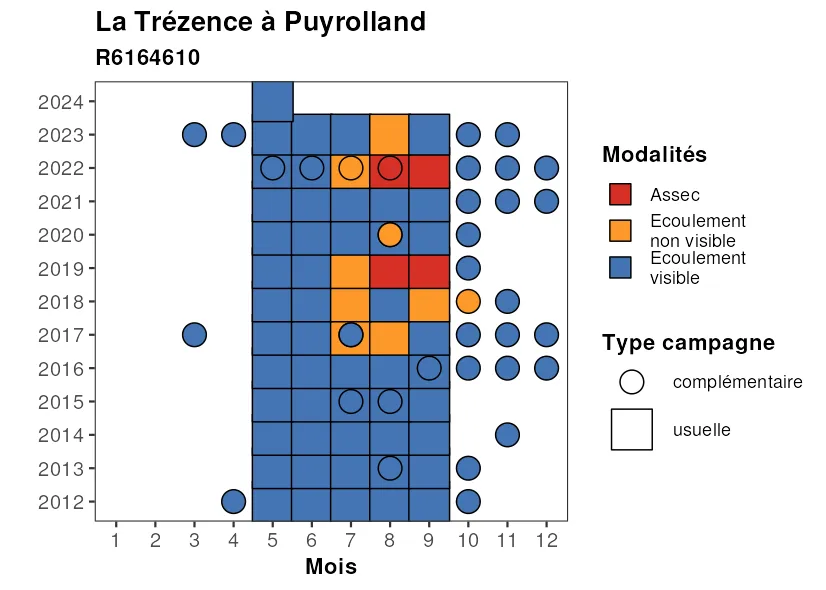 La Trézence à Puyrolland
R6164610
2024
2023
2022
2021
2020
2019
2018
2017
2016
2015
2014
2013
2012
1 2 3 4 5 6 7 8 9 10 11 12
Mois
Modalités
Assec
Ecoulement
non visible
Ecoulement
visible
Type campagne
complémentaire
usuelle